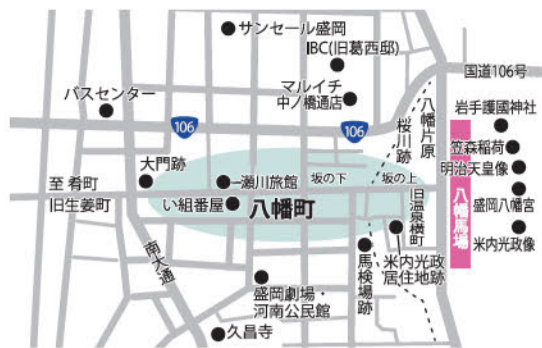 サンセール盛岡
IBC(旧葛西邸)
国道106号
マルイチ
中ノ橋通店
バスセンター
八幡片原
桜川跡
岩手護國神社
106
106
笠森稲荷
明治天皇像
大門跡
坂の下
坂の上
至 肴町
瀬川旅館
旧生姜町
い組番屋
八幡町
旧温泉横町
八幡馬場
盛岡八幡宮
米内光政像
南大通
馬検場跡
米内光政
居住地跡
盛岡劇場・
河南公民館
久昌寺